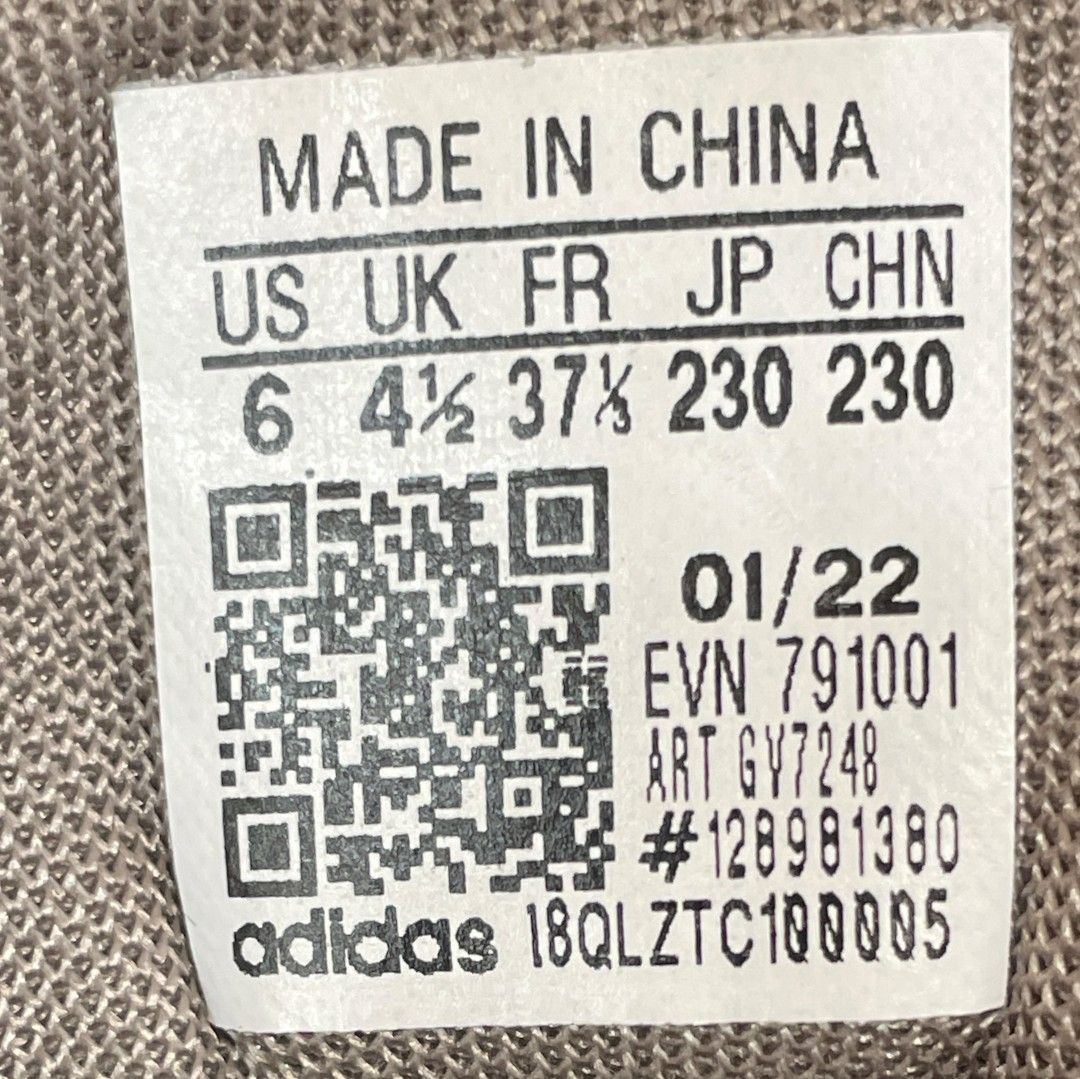 MADE IN CHINA
US UK FR JP CHN
6 4½ 37⅓ 230 230
01/22
EVN 791001
ART GV7248
#128981380
adidas 18QLZTC100005